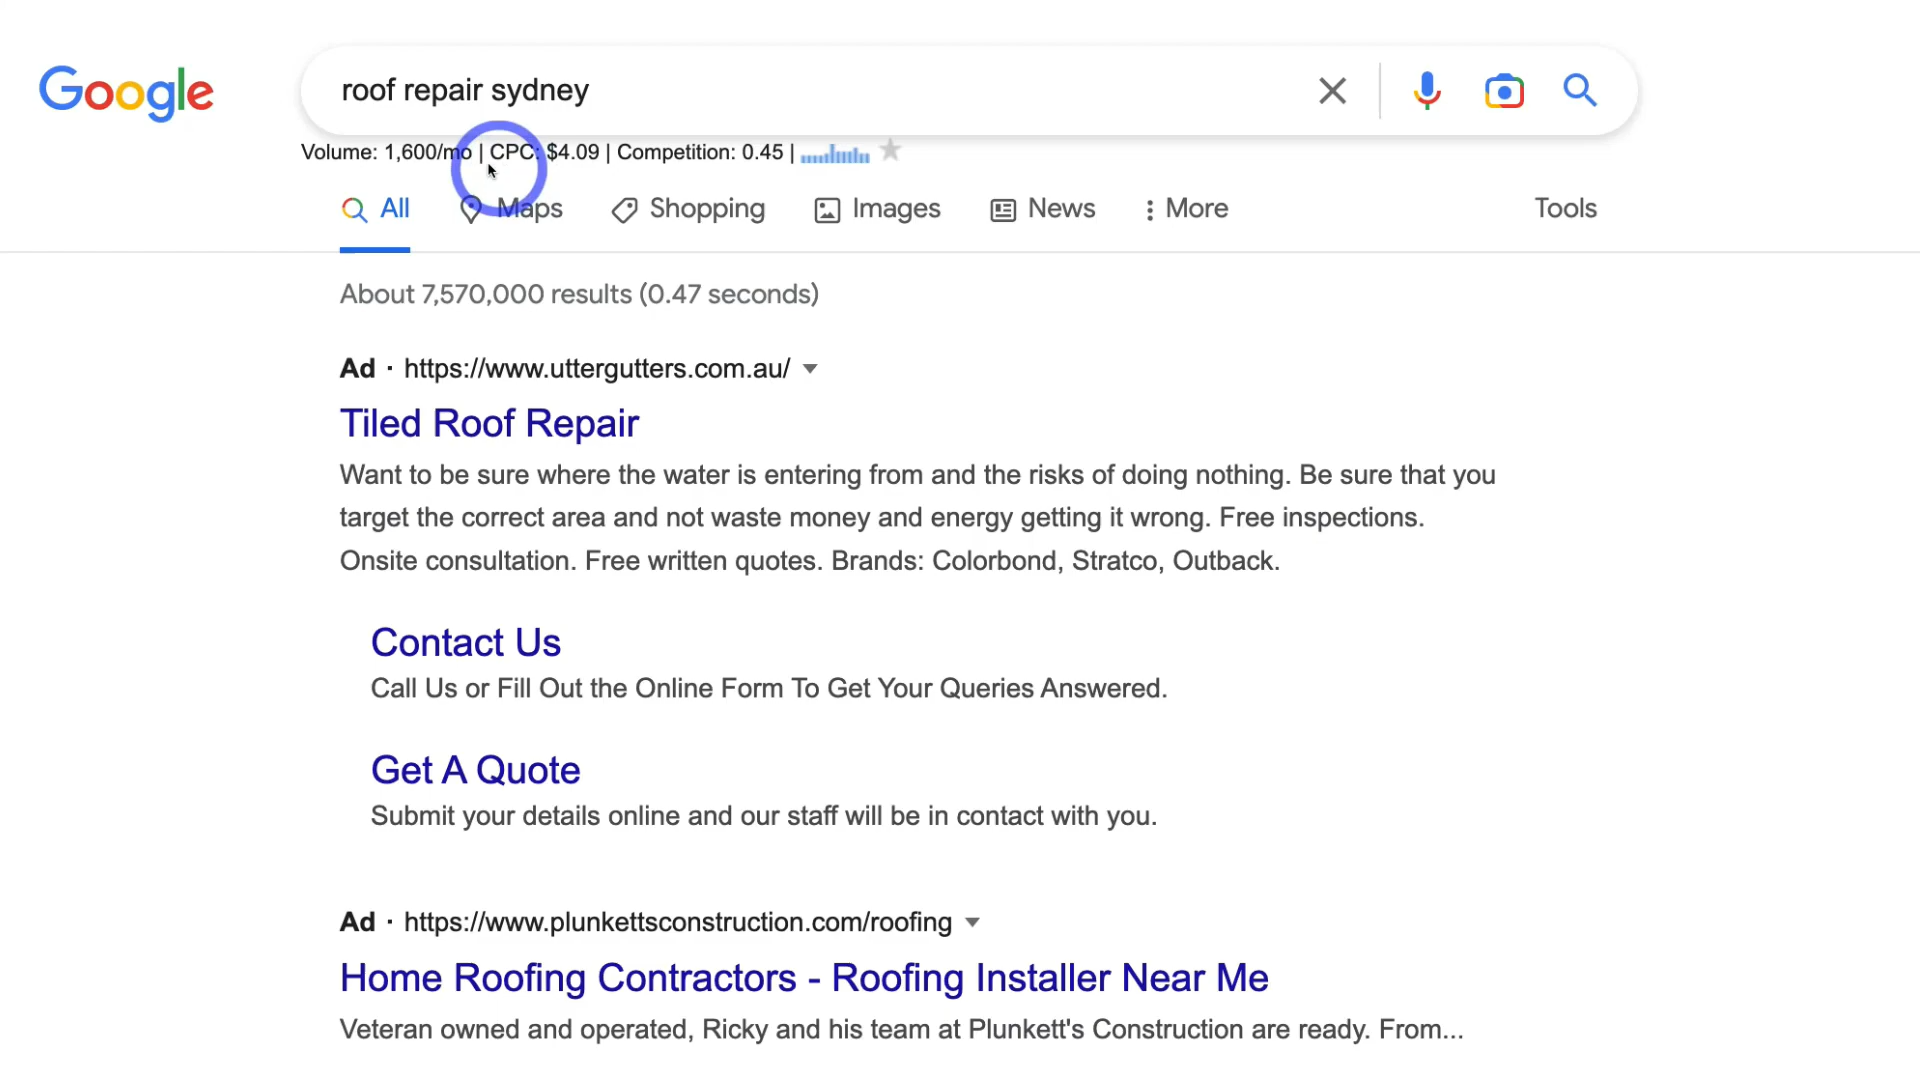 Google
roof repair sydney
Volume: 1,600/mo | CPC: $4.09 | Competition: 0.45 |
All Maps Shopping Images News More Tools
About 7,570,000 results (0.47 seconds)
Ad · https://www.uttergutters.com.au/
Tiled Roof Repair
Want to be sure where the water is entering from and the risks of doing nothing. Be sure that you
target the correct area and not waste money and energy getting it wrong. Free inspections.
Onsite consultation. Free written quotes. Brands: Colorbond, Stratco, Outback.
Contact Us
Call Us or Fill Out the Online Form To Get Your Queries Answered.
Get A Quote
Submit your details online and our staff will be in contact with you.
Ad · https://www.plunkettsconstruction.com/roofing
Home Roofing Contractors - Roofing Installer Near Me
Veteran owned and operated, Ricky and his team at Plunkett's Construction are ready. From...